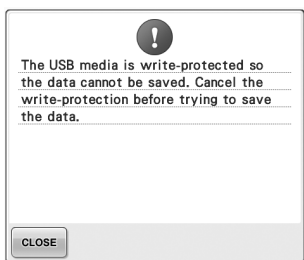 The USB media is write-protected so
the data cannot be saved. Cancel the
write-protection before trying to save
the data.
CLOSE